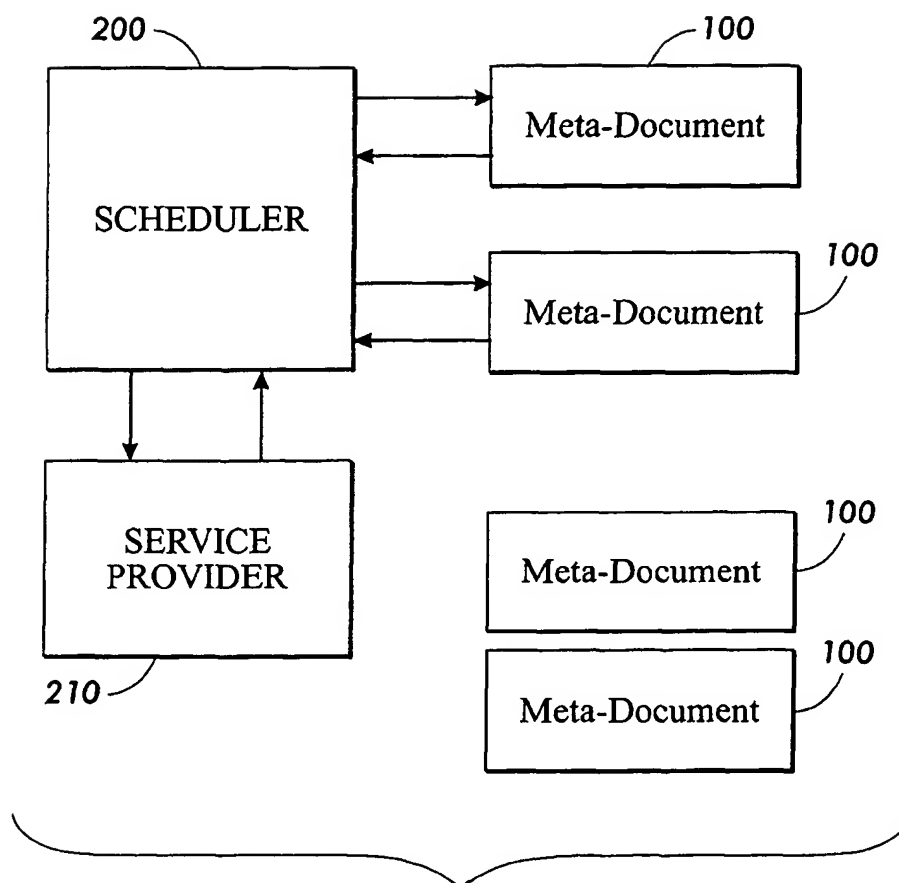 200
100
Meta-Document
SCHEDULER
100
Meta-Document
SERVICE
PROVIDER
210
100
Meta-Document
100
Meta-Document